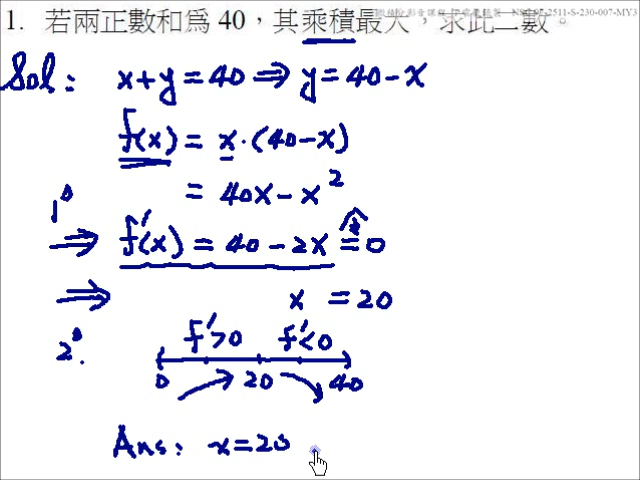 1. 若兩正數和為 40，其乘積最大，求此二數。
Sol: x+y=40 ⇒ y=40-x
f(x) = x·(40-x)
= 40x-x²
1° ⇒ f'(x) = 40-2x = 0
⇒ x = 20
2°. f'>0 f'<0
0 20 40
Ans: x=20